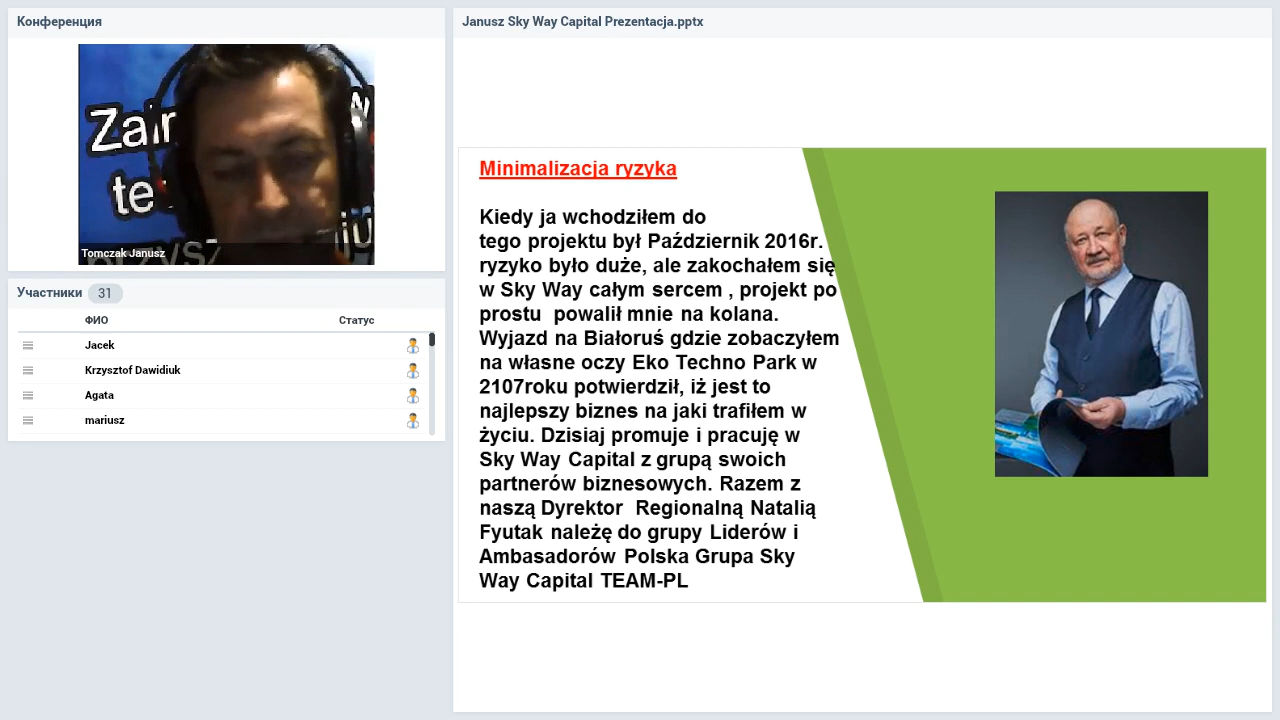 Конференция
Zain
te
Tomczak Janusz
Участники 31
ФИО Статус
Jacek
Krzysztof Dawidiuk
Agata
mariusz
Janusz Sky Way Capital Prezentacja.pptx
Minimalizacja ryzyka
Kiedy ja wchodziłem do
tego projektu był Październik 2016r.
ryzyko było duże, ale zakochałem się
w Sky Way całym sercem , projekt po
prostu powalił mnie na kolana.
Wyjazd na Białoruś gdzie zobaczyłem
na własne oczy Eko Techno Park w
2107roku potwierdził, iż jest to
najlepszy biznes na jaki trafiłem w
życiu. Dzisiaj promuje i pracuję w
Sky Way Capital z grupą swoich
partnerów biznesowych. Razem z
naszą Dyrektor Regionalną Natalią
Fyutak należę do grupy Liderów i
Ambasadorów Polska Grupa Sky
Way Capital TEAM-PL